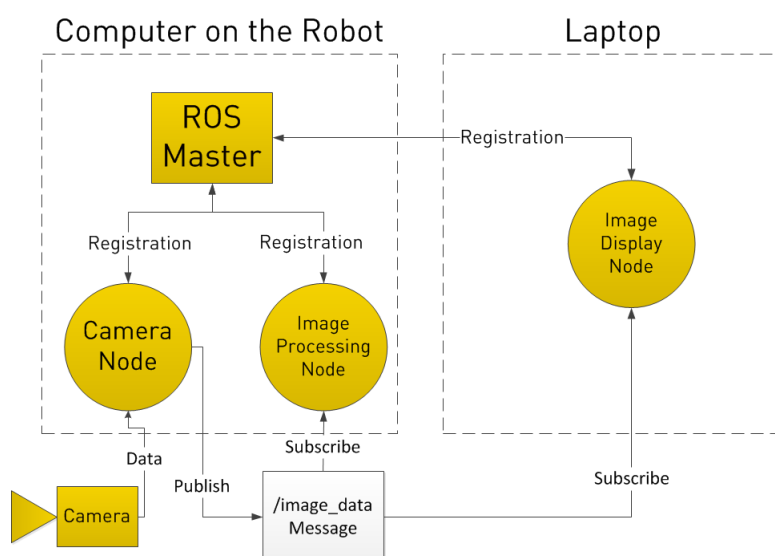 Computer on the Robot
Laptop
ROS
Master
Registration
Registration
Registration
Image
Display
Node
Camera
Node
Image
Processing
Node
Data
Publish
Subscribe
Subscribe
Camera
/image_data
Message